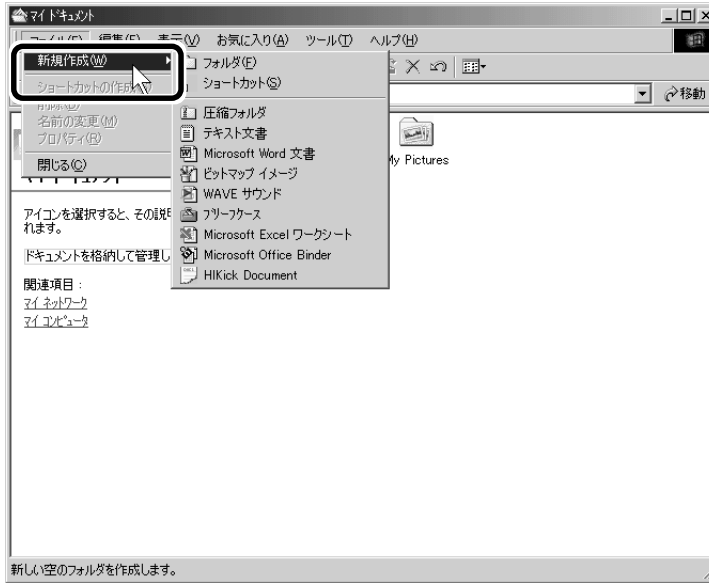 マイ ドキュメント
表示(V) お気に入り(A) ツール(T) ヘルプ(H)
新規作成(W)
ショートカットの作成
削除(D)
名前の変更(M)
プロパティ(R)
閉じる(C)
フォルダ(F)
ショートカット(S)
圧縮フォルダ
テキスト文書
Microsoft Word 文書
ビットマップ イメージ
WAVE サウンド
ブリーフケース
Microsoft Excel ワークシート
Microsoft Office Binder
HIKick Document
移動
My Pictures
アイコンを選択すると、その説
れます。
ドキュメントを格納して管理し
関連項目:
マイ ネットワーク
マイ コンピュータ
新しい空のフォルダを作成します。